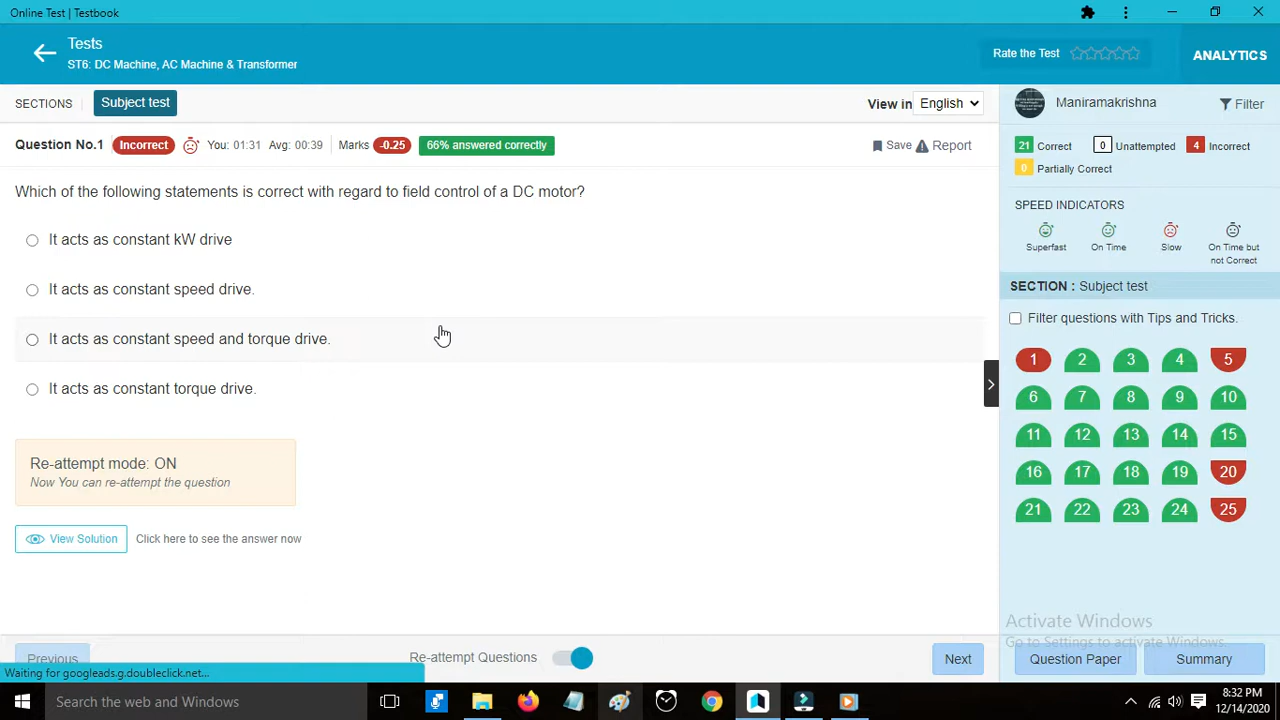 Online Test | Testbook
Tests
ST6: DC Machine, AC Machine & Transformer
Rate the Test
ANALYTICS
SECTIONS
Subject test
View in
English
Question No.1
Incorrect
You: 01:31
Avg: 00:39
Marks
-0.25
66% answered correctly
Save
Report
Which of the following statements is correct with regard to field control of a DC motor?
It acts as constant kW drive
It acts as constant speed drive.
It acts as constant speed and torque drive.
It acts as constant torque drive.
Re-attempt mode: ON
Now You can re-attempt the question
View Solution
Click here to see the answer now
Maniramakrishna
Filter
21 Correct
0 Unattempted
4 Incorrect
0 Partially Correct
SPEED INDICATORS
Superfast
On Time
Slow
On Time but
not Correct
SECTION : Subject test
Filter questions with Tips and Tricks.
1 2 3 4 5
6 7 8 9 10
11 12 13 14 15
16 17 18 19 20
21 22 23 24 25
Activate Windows
Go to Settings to activate Windows.
Previous
Re-attempt Questions
Next
Question Paper
Summary
Waiting for googleads.g.doubleclick.net...
Search the web and Windows
8:32 PM
12/14/2020